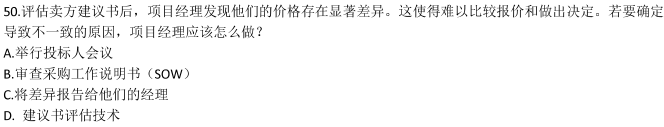 50.评估卖方建议书后，项目经理发现他们的价格存在显著差异。这使得难以比较报价和做出决定。若要确定
导致不一致的原因，项目经理应该怎么做？
A.举行投标人会议
B.审查采购工作说明书（SOW）
C.将差异报告给他们的经理
D. 建议书评估技术